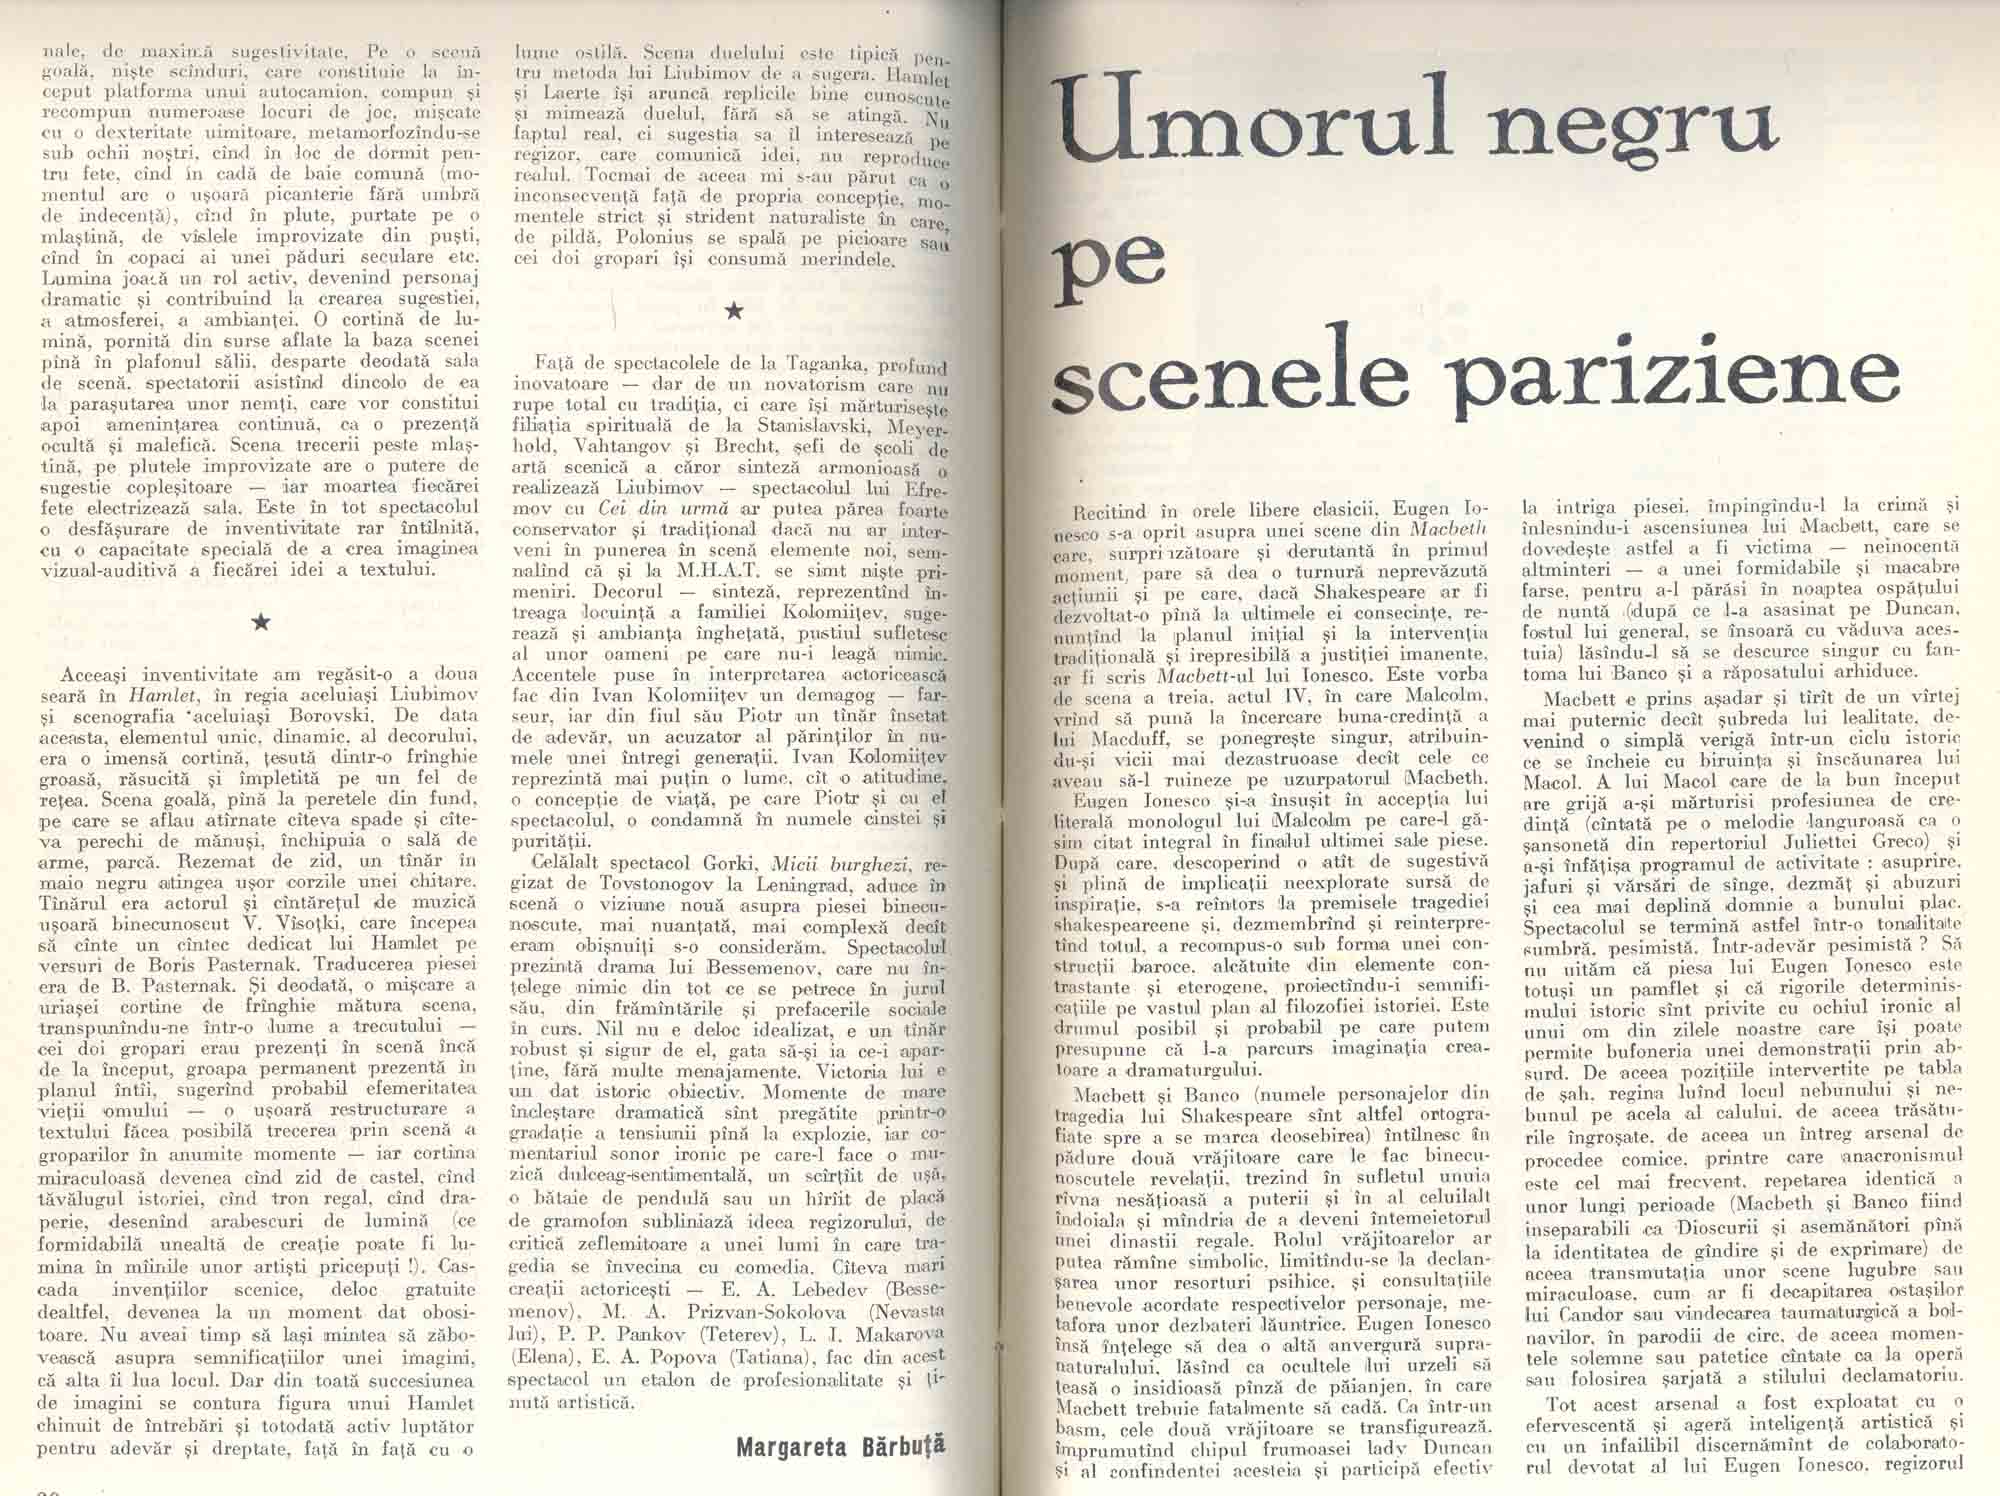 nale, de maximă sugestivitate. Pe o scenă
goală, niște scînduri, care constituie la în-
ceput platforma unui autocamion, compun și
recompun numeroase locuri de joc, mișcate
cu o dexteritate uimitoare, metamorfozîndu-se
sub ochii noștri, cînd în loc de dormit pen-
tru fete, cînd în cadă de baie comună (mo-
mentul are o ușoară picanterie fără umbră
de indecență), cînd în plute, purtate pe o
mlaștină, de vîslele improvizate din puști,
cînd în copaci ai unei păduri seculare etc.
Lumina joacă un rol activ, devenind personaj
dramatic și contribuind la crearea sugestiei,
a atmosferei, a ambianței. O cortină de lu-
mină, pornită din surse aflate la baza scenei
pînă în plafonul sălii, desparte deodată sala
de scenă, spectatorii asistînd dincolo de ea
la parașutarea unor nemți, care vor constitui
apoi amenințarea continuă, ca o prezență
ocultă și malefică. Scena trecerii peste mlaș-
tină, pe plutele improvizate are o putere de
sugestie copleșitoare — iar moartea fiecărei
fete electrizează sala. Este în tot spectacolul
o desfășurare de inventivitate rar întîlnită,
cu o capacitate specială de a crea imaginea
vizual-auditivă a fiecărei idei a textului.
★
Aceeași inventivitate am regăsit-o a doua
seară în Hamlet, în regia aceluiași Liubimov
și scenografia aceluiași Borovski. De data
aceasta, elementul unic, dinamic, al decorului,
era o imensă cortină, țesută dintr-o frînghie
groasă, răsucită și împletită pe un fel de
rețea. Scena goală, pînă la peretele din fund,
pe care se aflau atîrnate cîteva spade și cîte-
va perechi de mănuși, închipuia o sală de
arme, parcă. Rezemat de zid, un tînăr în
maio negru atingea ușor corzile unei chitare.
Tînărul era actorul și cîntărețul de muzică
ușoară binecunoscut V. Vîsoțki, care începea
să cînte un cîntec dedicat lui Hamlet pe
versuri de Boris Pasternak. Traducerea piesei
era de B. Pasternak. Și deodată, o mișcare a
uriașei cortine de frînghie mătura scena,
transpunîndu-ne într-o lume a trecutului —
cei doi gropari erau prezenți în scenă încă
de la început, groapa permanent prezentă în
planul întîi, sugerînd probabil efemeritatea
vieții omului — o ușoară restructurare a
textului făcea posibilă trecerea prin scenă a
groparilor în anumite momente — iar cortina
miraculoasă devenea cînd zid de castel, cînd
tăvălugul istoriei, cînd tron regal, cînd dra-
perie, desenînd arabescuri de lumină (ce
formidabilă unealtă de creație poate fi lu-
mina în mîinile unor artiști pricepuți !). Cas-
cada invențiilor scenice, deloc gratuite
dealtfel, devenea la un moment dat obosi-
toare. Nu aveai timp să lași mintea să zăbo-
vească asupra semnificațiilor unei imagini,
că alta îi lua locul. Dar din toată succesiunea
de imagini se contura figura unui Hamlet
chinuit de întrebări și totodată activ luptător
pentru adevăr și dreptate, față în față cu o
lume ostilă. Scena duelului este tipică pen-
tru metoda lui Liubimov de a sugera. Hamlet
și Laerte își aruncă replicile bine cunoscute
și mimează duelul, fără să se atingă. Nu
faptul real, ci sugestia sa îl interesează pe
regizor, care comunică idei, nu reproduce
realul. Tocmai de aceea mi s-au părut ca o
inconsecvență față de propria concepție, mo-
mentele strict și strident naturaliste în care,
de pildă, Polonius se spală pe picioare sau
cei doi gropari își consumă merindele.
★
Față de spectacolele de la Taganka, profund
inovatoare — dar de un novatorism care nu
rupe total cu tradiția, ci care își mărturisește
filiația spirituală de la Stanislavski, Meyer-
hold, Vahtangov și Brecht, șefi de școli de
artă scenică a căror sinteză armonioasă o
realizează Liubimov — spectacolul lui Efre-
mov cu Cei din urmă ar putea părea foarte
conservator și tradițional dacă nu ar inter-
veni în punerea în scenă elemente noi, sem-
nalînd că și la M.H.A.T. se simt niște pri-
meniri. Decorul — sinteză, reprezentînd în-
treaga locuință a familiei Kolomiițev, suge-
rează și ambianța înghețată, pustiul sufletesc
al unor oameni pe care nu-i leagă nimic.
Accentele puse în interpretarea actoricească
fac din Ivan Kolomiițev un demagog — far-
seur, iar din fiul său Piotr un tînăr însetat
de adevăr, un acuzator al părinților în nu-
mele unei întregi generații. Ivan Kolomiițev
reprezintă mai puțin o lume, cît o atitudine,
o concepție de viață, pe care Piotr și cu el
spectacolul, o condamnă în numele cinstei și
purității.
Celălalt spectacol Gorki, Micii burghezi, re-
gizat de Tovstonogov la Leningrad, aduce în
scenă o viziune nouă asupra piesei binecu-
noscute, mai nuanțată, mai complexă decît
eram obișnuiți s-o considerăm. Spectacolul
prezintă drama lui Bessemenov, care nu în-
țelege nimic din tot ce se petrece în jurul
său, din frămîntările și prefacerile sociale
în curs. Nil nu e deloc idealizat, e un tînăr
robust și sigur de el, gata să-și ia ce-i apar-
ține, fără multe menajamente. Victoria lui e
un dat istoric obiectiv. Momente de mare
încleștare dramatică sînt pregătite printr-o
gradație a tensiunii pînă la explozie, iar co-
mentariul sonor ironic pe care-l face o mu-
zică dulceag-sentimentală, un scîrțîit de ușă,
o bătaie de pendulă sau un hîrîit de placă
de gramofon subliniază ideea regizorului, de
critică zeflemitoare a unei lumi în care tra-
gedia se învecina cu comedia. Cîteva mari
creații actoricești — E. A. Lebedev (Besse-
menov), M. A. Prizvan-Sokolova (Nevasta
lui), P. P. Pankov (Teterev), L. I. Makarova
(Elena), E. A. Popova (Tatiana), fac din acest
spectacol un etalon de profesionalitate și ți-
nută artistică.
Margareta Bărbuță
Umorul negru
pe
scenele pariziene
Recitind în orele libere clasicii, Eugen Io-
nesco s-a oprit asupra unei scene din Macbeth
care, surprinzătoare și derutantă în primul
moment, pare să dea o turnură neprevăzută
acțiunii și pe care, dacă Shakespeare ar fi
dezvoltat-o pînă la ultimele ei consecințe, re-
nunțînd la planul inițial și la intervenția
tradițională și irepresibilă a justiției imanente,
ar fi scris Macbett-ul lui Ionesco. Este vorba
de scena a treia, actul IV, în care Malcolm,
vrînd să pună la încercare buna-credință a
lui Macduff, se ponegrește singur, atribuin-
du-și vicii mai dezastruoase decît cele ce
aveau să-l ruineze pe uzurpatorul Macbeth.
Eugen Ionesco și-a însușit în accepția lui
literală monologul lui Malcolm pe care-l gă-
sim citat integral în finalul ultimei sale piese.
După care, descoperind o atît de sugestivă
și plină de implicații neexplorate sursă de
inspirație, s-a reîntors la premisele tragediei
shakespearcene și, dezmembrînd și reinterpre-
tînd totul, a recompus-o sub forma unei con-
strucții baroce, alcătuite din elemente con-
trastante și eterogene, proiectîndu-i semnifi-
cațiile pe vastul plan al filozofiei istoriei. Este
drumul posibil și probabil pe care putem
presupune că l-a parcurs imaginația crea-
toare a dramaturgului.
Macbett și Banco (numele personajelor din
tragedia lui Shakespeare sînt altfel ortogra-
fiate spre a se marca deosebirea) întîlnesc în
pădure două vrăjitoare care le fac binecu-
noscutele revelații, trezind în sufletul unuia
rîvna nesățioasă a puterii și în al celuilalt
îndoiala și mîndria de a deveni întemeietorul
unei dinastii regale. Rolul vrăjitoarelor ar
putea rămîne simbolic, limitîndu-se la declan-
șarea unor resorturi psihice, și consultațiile
benevole acordate respectivelor personaje, me-
tafora unor dezbateri lăuntrice. Eugen Ionesco
însă înțelege să dea o altă anvergură supra-
naturalului, lăsînd ca ocultele lui urzeli să
țeasă o insidioasă pînză de păianjen, în care
Macbett trebuie fatalmente să cadă. Ca într-un
basm, cele două vrăjitoare se transfigurează,
împrumutînd chipul frumoasei lady Duncan
și al confindentei acesteia și participă efectiv
la intriga piesei, împingîndu-l la crimă și
înlesnindu-i ascensiunea lui Macbett, care se
dovedește astfel a fi victima — neinocentă
altminteri — a unei formidabile și macabre
farse, pentru a-l părăsi în noaptea ospățului
de nuntă (după ce l-a asasinat pe Duncan,
fostul lui general, se însoară cu văduva aces-
tuia) lăsîndu-l să se descurce singur cu fan-
toma lui Banco și a răposatului arhiduce.
Macbett e prins așadar și tîrît de un vîrtej
mai puternic decît șubreda lui lealitate, de-
venind o simplă verigă într-un ciclu istoric
ce se încheie cu biruința și înscăunarea lui
Macol. A lui Macol care de la bun început
are grijă a-și mărturisi profesiunea de cre-
dință (cîntată pe o melodie languroasă ca o
șansonetă din repertoriul Juliettei Greco) și
a-și înfățișa programul de activitate : asuprire,
jafuri și vărsări de sînge, dezmăț și abuzuri
și cea mai deplină domnie a bunului plac.
Spectacolul se termină astfel într-o tonalitate
sumbră, pesimistă. Într-adevăr pesimistă ? Să
nu uităm că piesa lui Eugen Ionesco este
totuși un pamflet și că rigorile determinis-
mului istoric sînt privite cu ochiul ironic al
unui om din zilele noastre care își poate
permite bufoneria unei demonstrații prin ab-
surd. De aceea pozițiile intervertite pe tabla
de șah, regina luînd locul nebunului și ne-
bunul pe acela al calului, de aceea trăsătu-
rile îngroșate, de aceea un întreg arsenal de
procedee comice, printre care anacronismul
este cel mai frecvent, repetarea identică a
unor lungi perioade (Macbeth și Banco fiind
inseparabili ca Dioscurii și asemănători pînă
la identitatea de gîndire și de exprimare) de
aceea transmutația unor scene lugubre sau
miraculoase, cum ar fi decapitarea ostașilor
lui Candor sau vindecarea taumaturgică a bol-
navilor, în parodii de circ, de aceea momen-
tele solemne sau patetice cîntate ca la operă
sau folosirea șarjată a stilului declamatoriu.
Tot acest arsenal a fost exploatat cu o
efervescentă și ageră inteligență artistică și
cu un infailibil discernămînt de colaborato-
rul devotat al lui Eugen Ionesco, regizorul